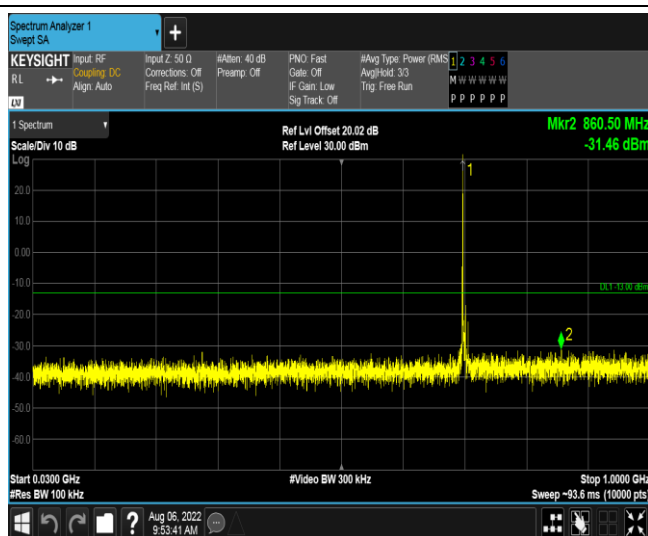 Spectrum Analyzer 1
Swept SA
+
KEYSIGHT
RL
LXI
Input: RF
Coupling: DC
Align: Auto
Input Z: 50 Ω
Corrections: Off
Freq Ref: Int (S)
#Atten: 40 dB
Preamp: Off
PNO: Fast
Gate: Off
IF Gain: Low
Sig Track: Off
#Avg Type: Power (RMS
Avg|Hold: 3/3
Trig: Free Run
1 2 3 4 5 6
M W W W W W
P P P P P P
1 Spectrum
Scale/Div 10 dB
Log
Ref Lvl Offset 20.02 dB
Ref Level 30.00 dBm
Mkr2 860.50 MHz
-31.46 dBm
1
20.0
10.0
0.00
-10.0
DL1 -13.00 dBm
-20.0
2
-30.0
-40.0
-50.0
-60.0
Start 0.0300 GHz
#Video BW 300 kHz
Stop 1.0000 GHz
#Res BW 100 kHz
Sweep ~93.6 ms (10000 pts)
?
Aug 06, 2022
9:53:41 AM